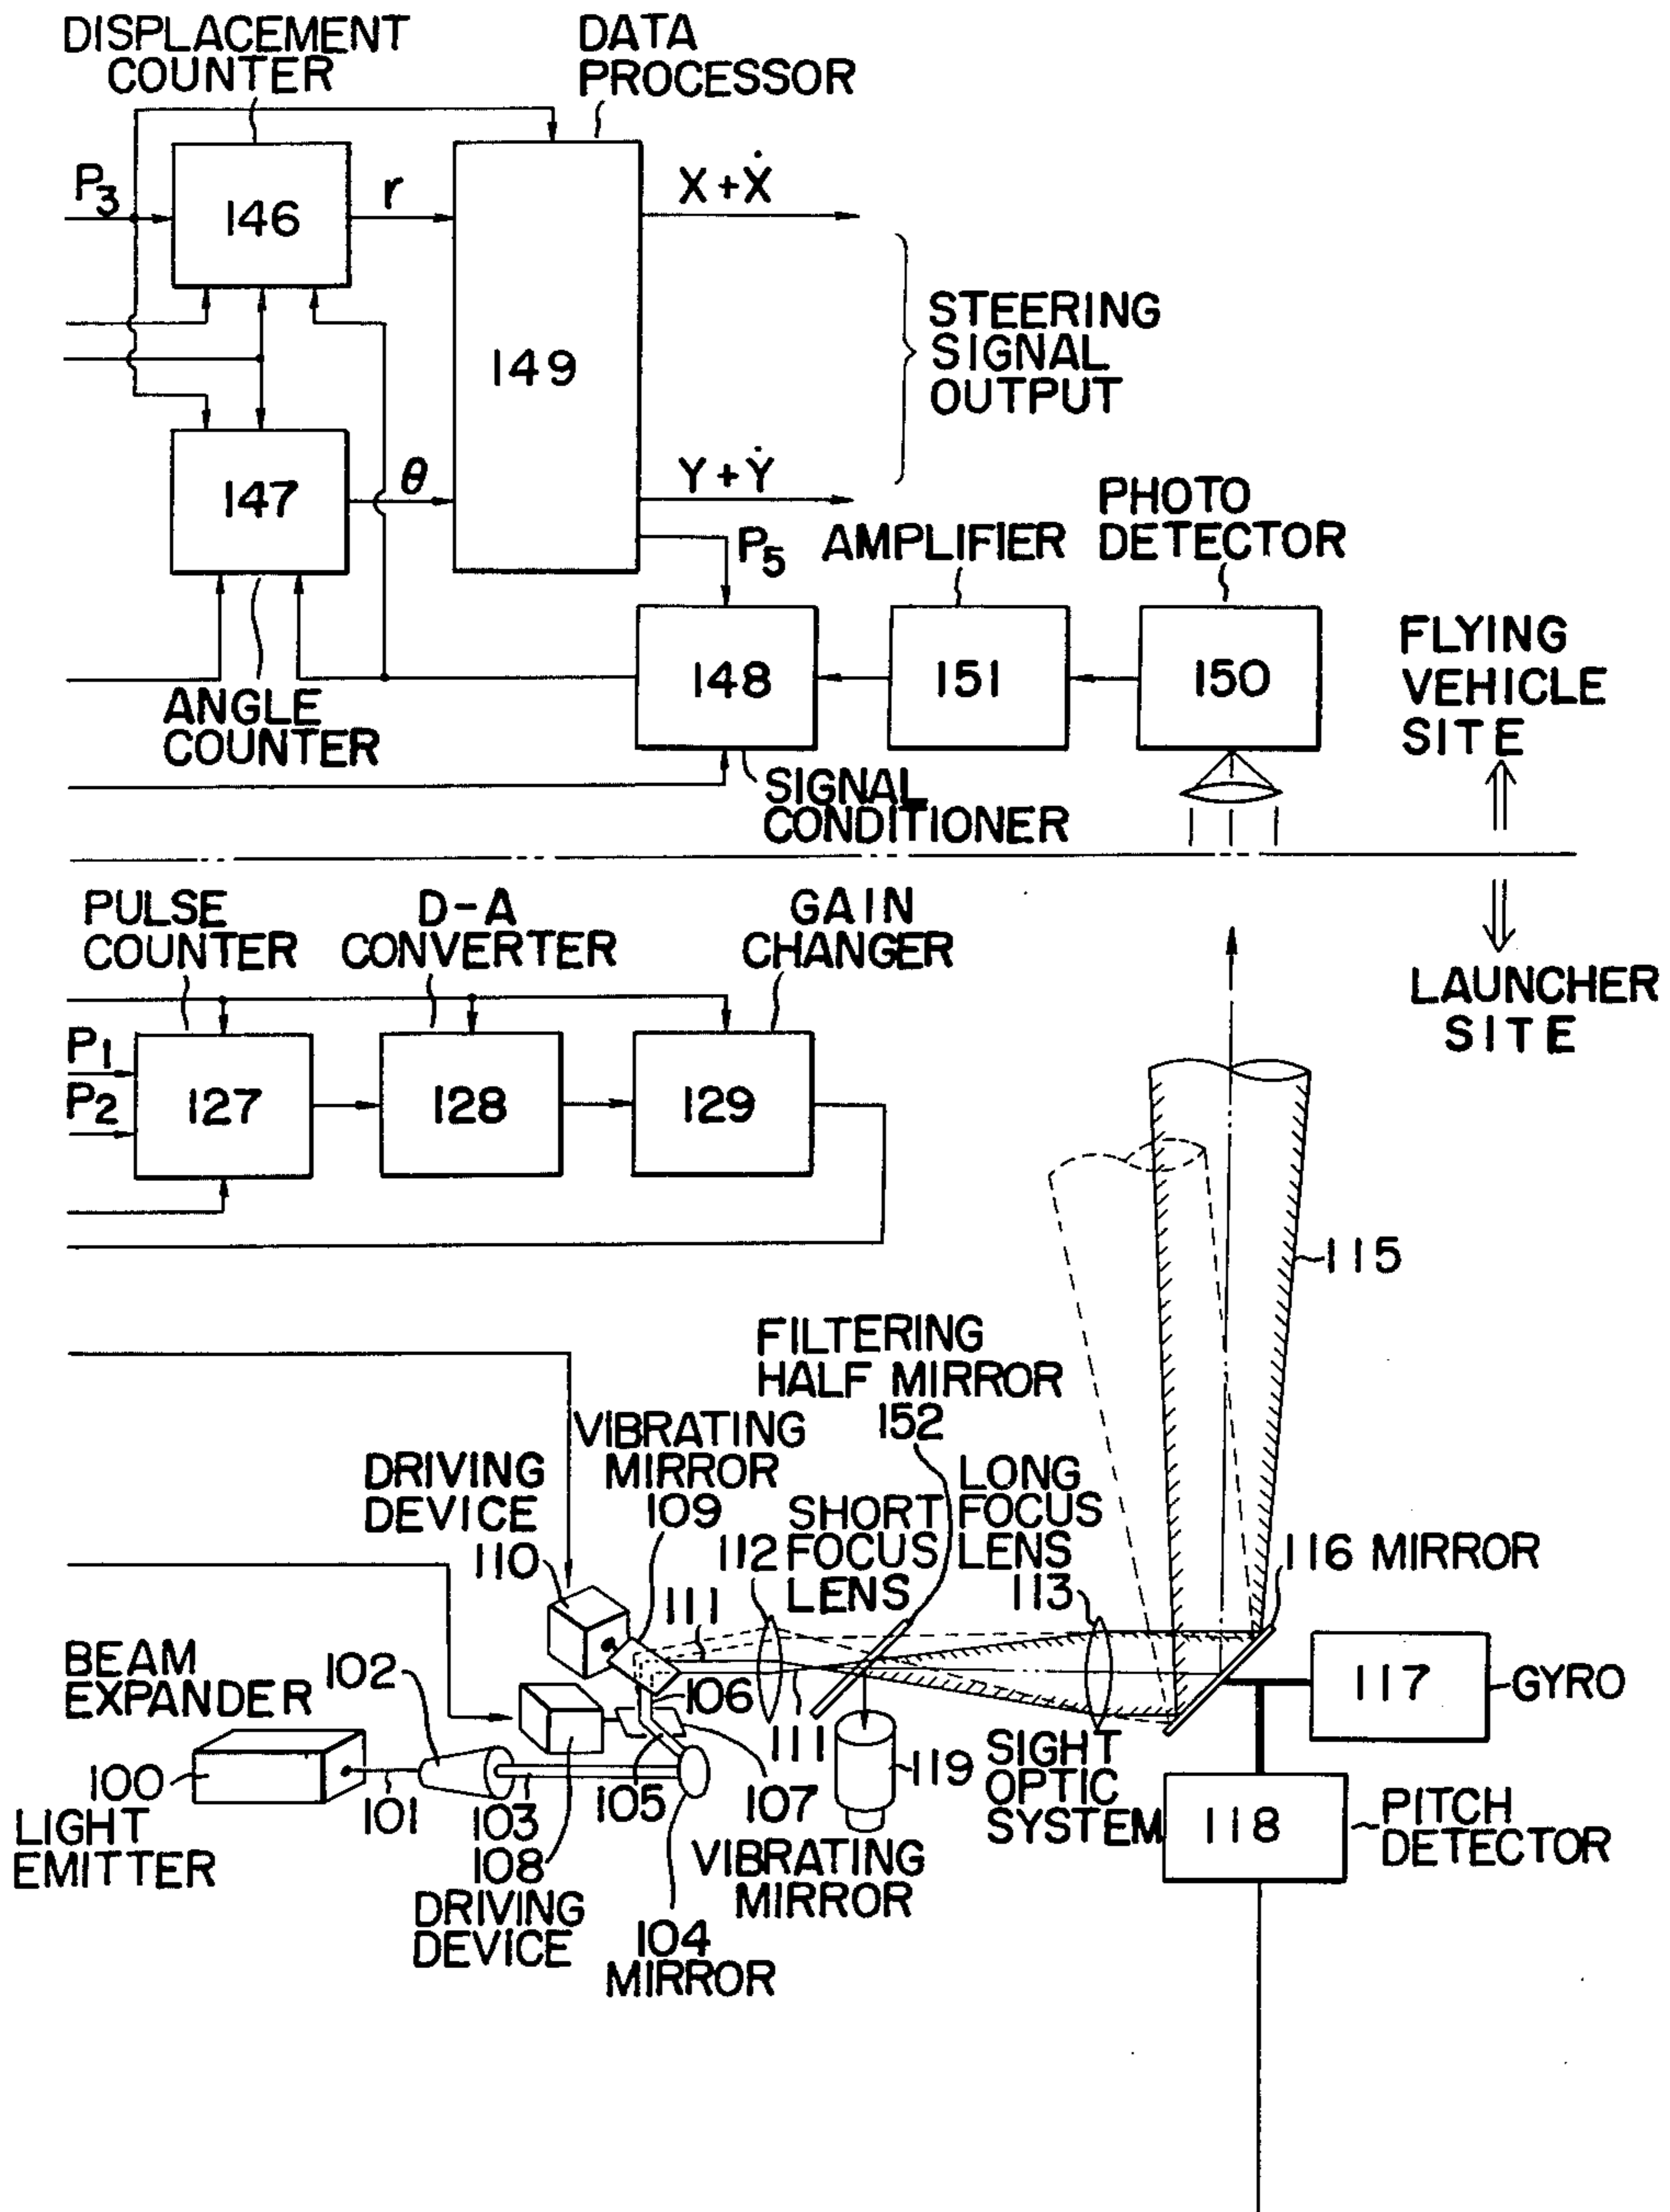 DISPLACEMENT
COUNTER
DATA
PROCESSOR
P3
146
r
X + Ẋ
149
STEERING
SIGNAL
OUTPUT
147
θ
Y + Ẏ
P5
AMPLIFIER
PHOTO
DETECTOR
148
151
150
FLYING
VEHICLE
SITE
ANGLE
COUNTER
SIGNAL
CONDITIONER
PULSE
COUNTER
D-A
CONVERTER
GAIN
CHANGER
LAUNCHER
SITE
P1
P2
127
128
129
115
FILTERING
HALF MIRROR
152
VIBRATING
MIRROR
109
DRIVING
DEVICE
110
LONG
FOCUS
LENS
113
SHORT
FOCUS
LENS
112
111
116 MIRROR
BEAM
EXPANDER
102
106
117
GYRO
100
LIGHT
EMITTER
101
103
105
107
VIBRATING
MIRROR
111
119
SIGHT
OPTIC
SYSTEM
118
PITCH
DETECTOR
108
DRIVING
DEVICE
104
MIRROR